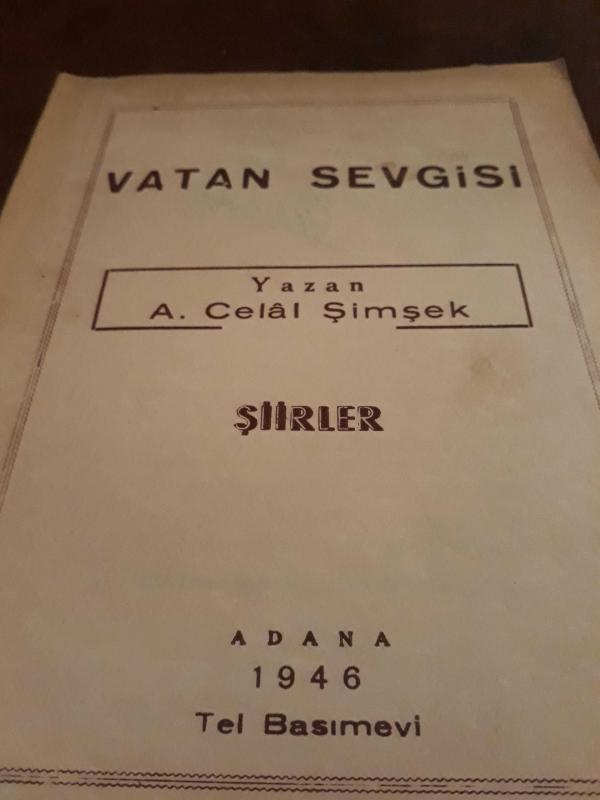 VATAN SEVGİSİ
Yazan
A. Celâl Şimşek
ŞİİRLER
ADANA
1946
Tel Basımevi